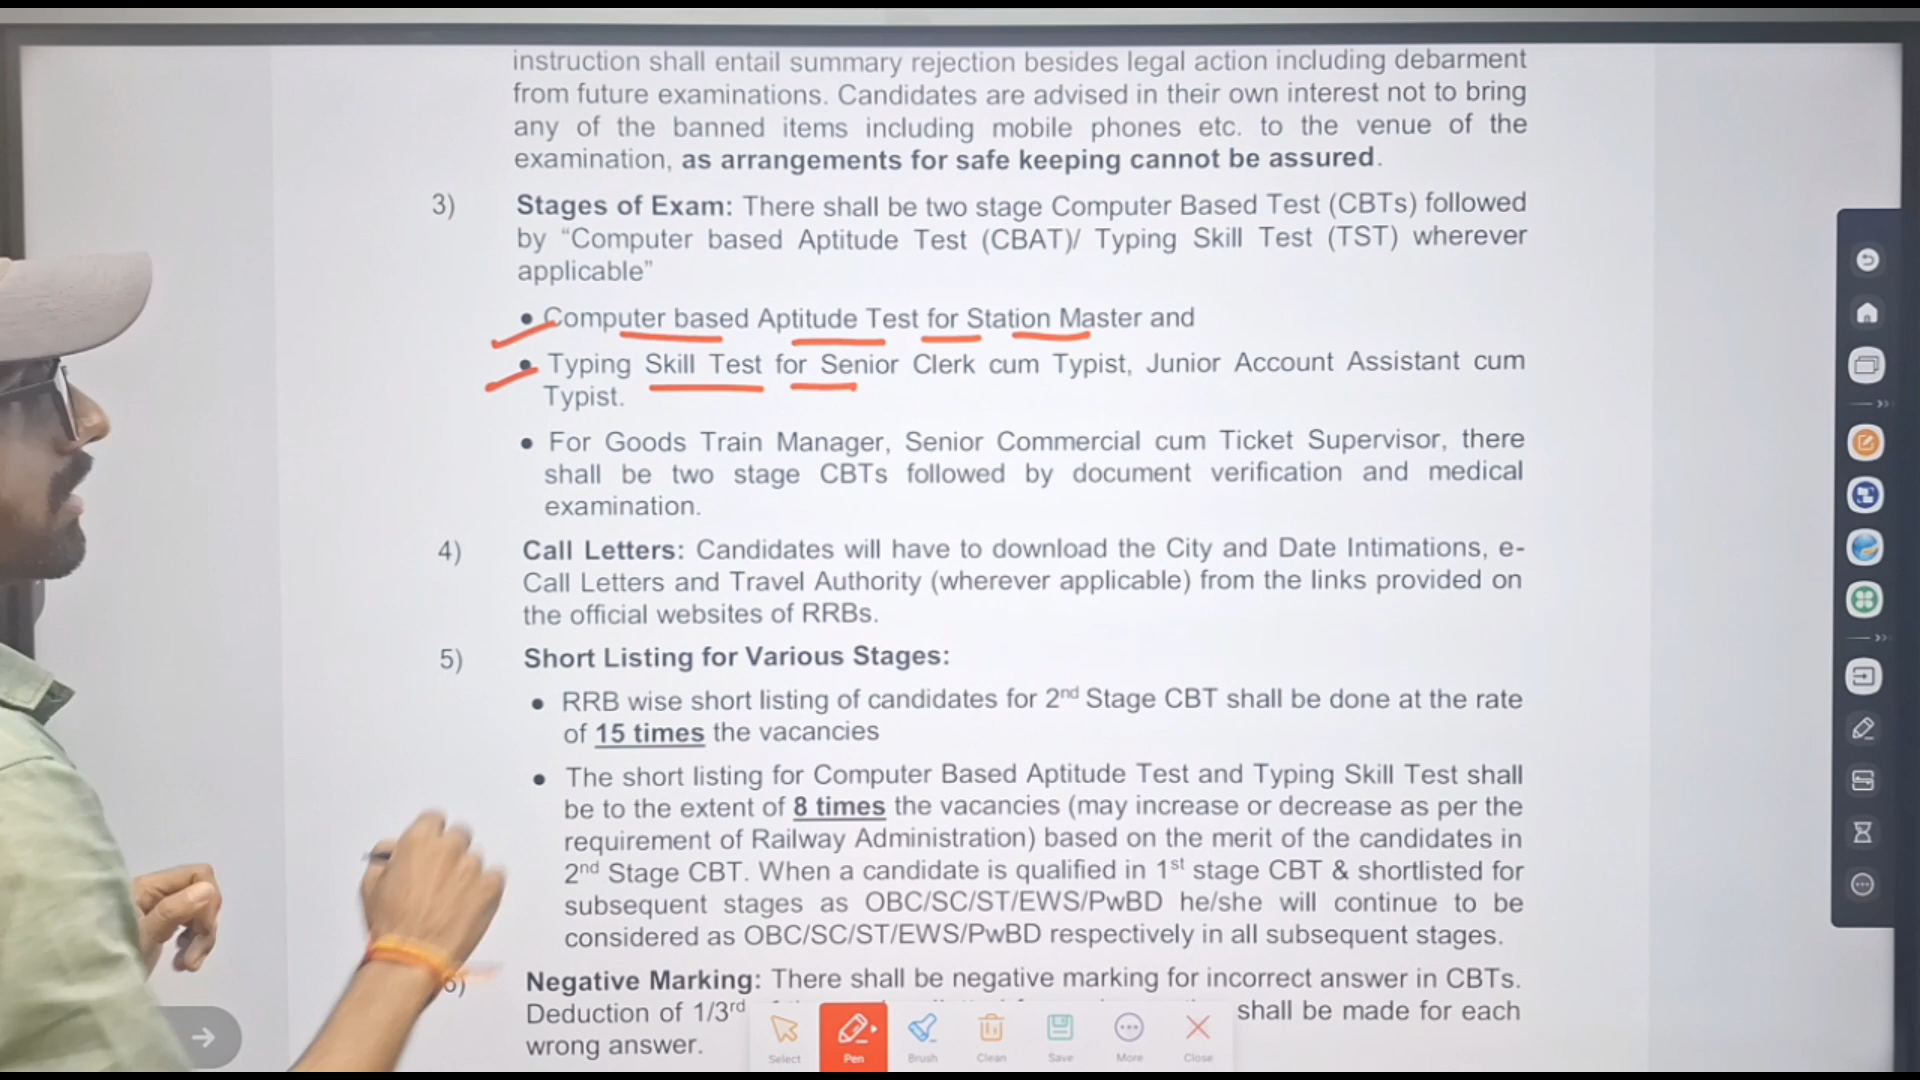 instruction shall entail summary rejection besides legal action including debarment
from future examinations. Candidates are advised in their own interest not to bring
any of the banned items including mobile phones etc. to the venue of the
examination, as arrangements for safe keeping cannot be assured.
3) Stages of Exam: There shall be two stage Computer Based Test (CBTs) followed
by “Computer based Aptitude Test (CBAT)/ Typing Skill Test (TST) wherever
applicable”
• Computer based Aptitude Test for Station Master and
• Typing Skill Test for Senior Clerk cum Typist, Junior Account Assistant cum
Typist.
• For Goods Train Manager, Senior Commercial cum Ticket Supervisor, there
shall be two stage CBTs followed by document verification and medical
examination.
4) Call Letters: Candidates will have to download the City and Date Intimations, e-
Call Letters and Travel Authority (wherever applicable) from the links provided on
the official websites of RRBs.
5) Short Listing for Various Stages:
• RRB wise short listing of candidates for 2nd Stage CBT shall be done at the rate
of 15 times the vacancies
• The short listing for Computer Based Aptitude Test and Typing Skill Test shall
be to the extent of 8 times the vacancies (may increase or decrease as per the
requirement of Railway Administration) based on the merit of the candidates in
2nd Stage CBT. When a candidate is qualified in 1st stage CBT & shortlisted for
subsequent stages as OBC/SC/ST/EWS/PwBD he/she will continue to be
considered as OBC/SC/ST/EWS/PwBD respectively in all subsequent stages.
6) Negative Marking: There shall be negative marking for incorrect answer in CBTs.
Deduction of 1/3rd shall be made for each
wrong answer.
Select Pen Brush Clean Save More Close